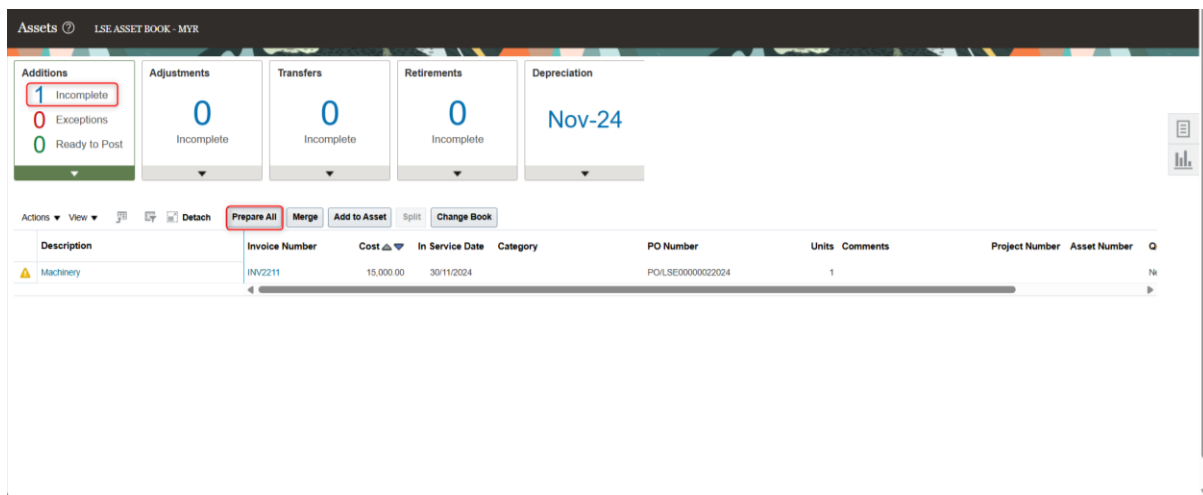 Assets ? LSE ASSET BOOK - MYR
Additions
1 Incomplete
0 Exceptions
0 Ready to Post
Adjustments
0
Incomplete
Transfers
0
Incomplete
Retirements
0
Incomplete
Depreciation
Nov-24
Actions View Detach Prepare All Merge Add to Asset Split Change Book
Description Invoice Number Cost In Service Date Category PO Number Units Comments Project Number Asset Number Q
Machinery INV2211 15,000.00 30/11/2024 PO/LSE00000022024 1